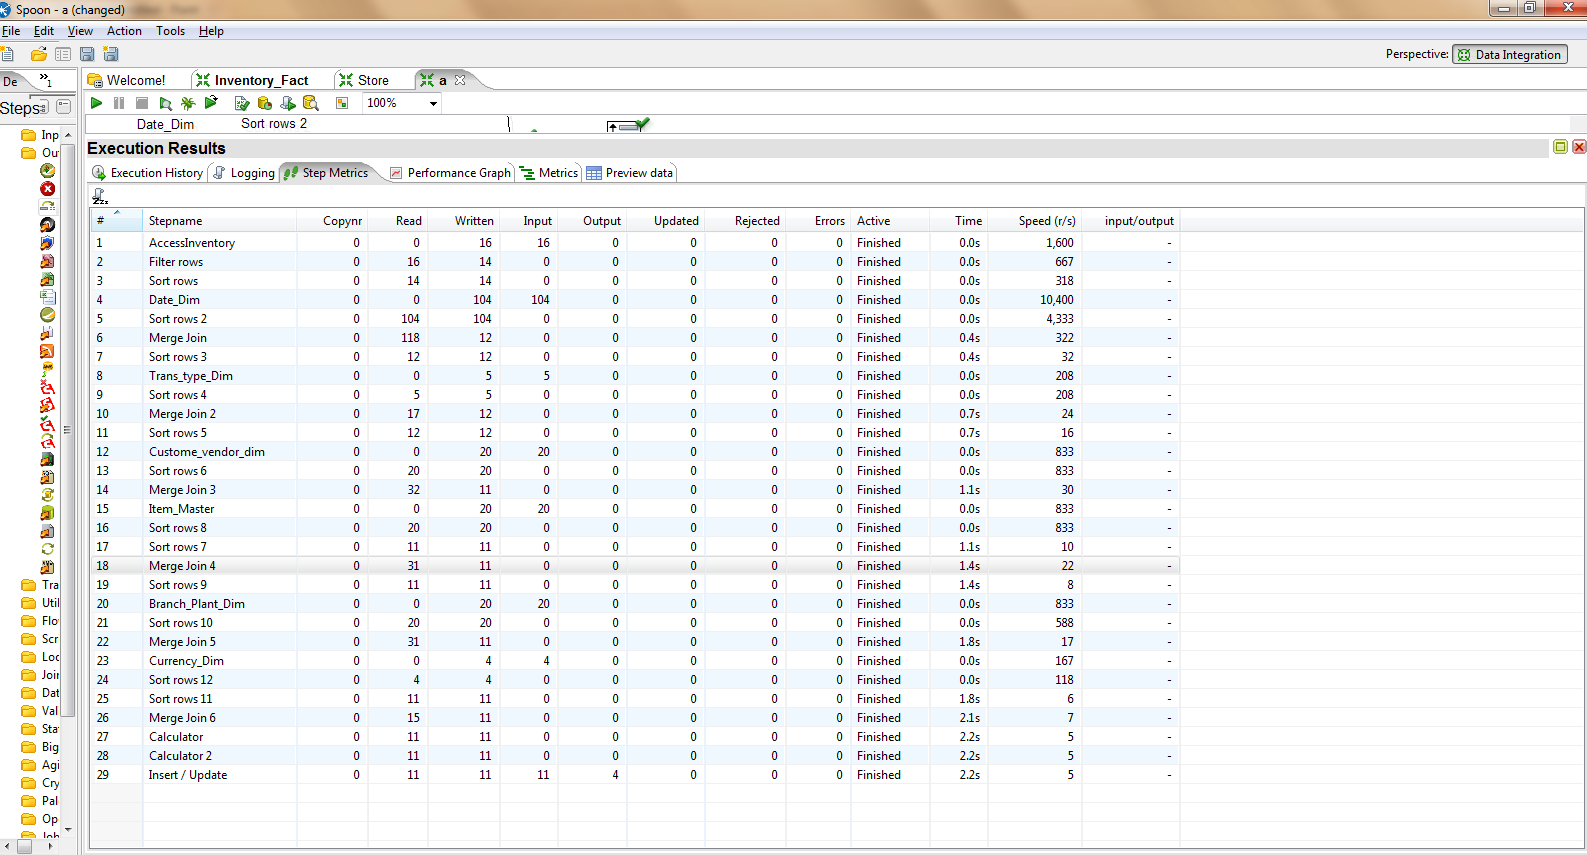 Spoon - a (changed)
File Edit View Action Tools Help
Perspective: Data Integration
De »1 Welcome! Inventory_Fact Store a
Steps 100%
Date_Dim Sort rows 2
Execution Results
Execution History Logging Step Metrics Performance Graph Metrics Preview data
# Stepname Copynr Read Written Input Output Updated Rejected Errors Active Time Speed (r/s) input/output
1 AccessInventory 0 0 16 16 0 0 0 0 Finished 0.0s 1,600 -
2 Filter rows 0 16 14 0 0 0 0 0 Finished 0.0s 667 -
3 Sort rows 0 14 14 0 0 0 0 0 Finished 0.0s 318 -
4 Date_Dim 0 0 104 104 0 0 0 0 Finished 0.0s 10,400 -
5 Sort rows 2 0 104 104 0 0 0 0 0 Finished 0.0s 4,333 -
6 Merge Join 0 118 12 0 0 0 0 0 Finished 0.4s 322 -
7 Sort rows 3 0 12 12 0 0 0 0 0 Finished 0.4s 32 -
8 Trans_type_Dim 0 0 5 5 0 0 0 0 Finished 0.0s 208 -
9 Sort rows 4 0 5 5 0 0 0 0 0 Finished 0.0s 208 -
10 Merge Join 2 0 17 12 0 0 0 0 0 Finished 0.7s 24 -
11 Sort rows 5 0 12 12 0 0 0 0 0 Finished 0.7s 16 -
12 Custome_vendor_dim 0 0 20 20 0 0 0 0 Finished 0.0s 833 -
13 Sort rows 6 0 20 20 0 0 0 0 0 Finished 0.0s 833 -
14 Merge Join 3 0 32 11 0 0 0 0 0 Finished 1.1s 30 -
15 Item_Master 0 0 20 20 0 0 0 0 Finished 0.0s 833 -
16 Sort rows 8 0 20 20 0 0 0 0 0 Finished 0.0s 833 -
17 Sort rows 7 0 11 11 0 0 0 0 0 Finished 1.1s 10 -
18 Merge Join 4 0 31 11 0 0 0 0 0 Finished 1.4s 22 -
19 Sort rows 9 0 11 11 0 0 0 0 0 Finished 1.4s 8 -
20 Branch_Plant_Dim 0 0 20 20 0 0 0 0 Finished 0.0s 833 -
21 Sort rows 10 0 20 20 0 0 0 0 0 Finished 0.0s 588 -
22 Merge Join 5 0 31 11 0 0 0 0 0 Finished 1.8s 17 -
23 Currency_Dim 0 0 4 4 0 0 0 0 Finished 0.0s 167 -
24 Sort rows 12 0 4 4 0 0 0 0 0 Finished 0.0s 118 -
25 Sort rows 11 0 11 11 0 0 0 0 0 Finished 1.8s 6 -
26 Merge Join 6 0 15 11 0 0 0 0 0 Finished 2.1s 7 -
27 Calculator 0 11 11 0 0 0 0 0 Finished 2.2s 5 -
28 Calculator 2 0 11 11 0 0 0 0 0 Finished 2.2s 5 -
29 Insert / Update 0 11 11 11 4 0 0 0 Finished 2.2s 5 -
Inp
Ou
Tra
Util
Flo
Scr
Loc
Joi
Dat
Val
Sta
Big
Agi
Cry
Pal
Op
Job